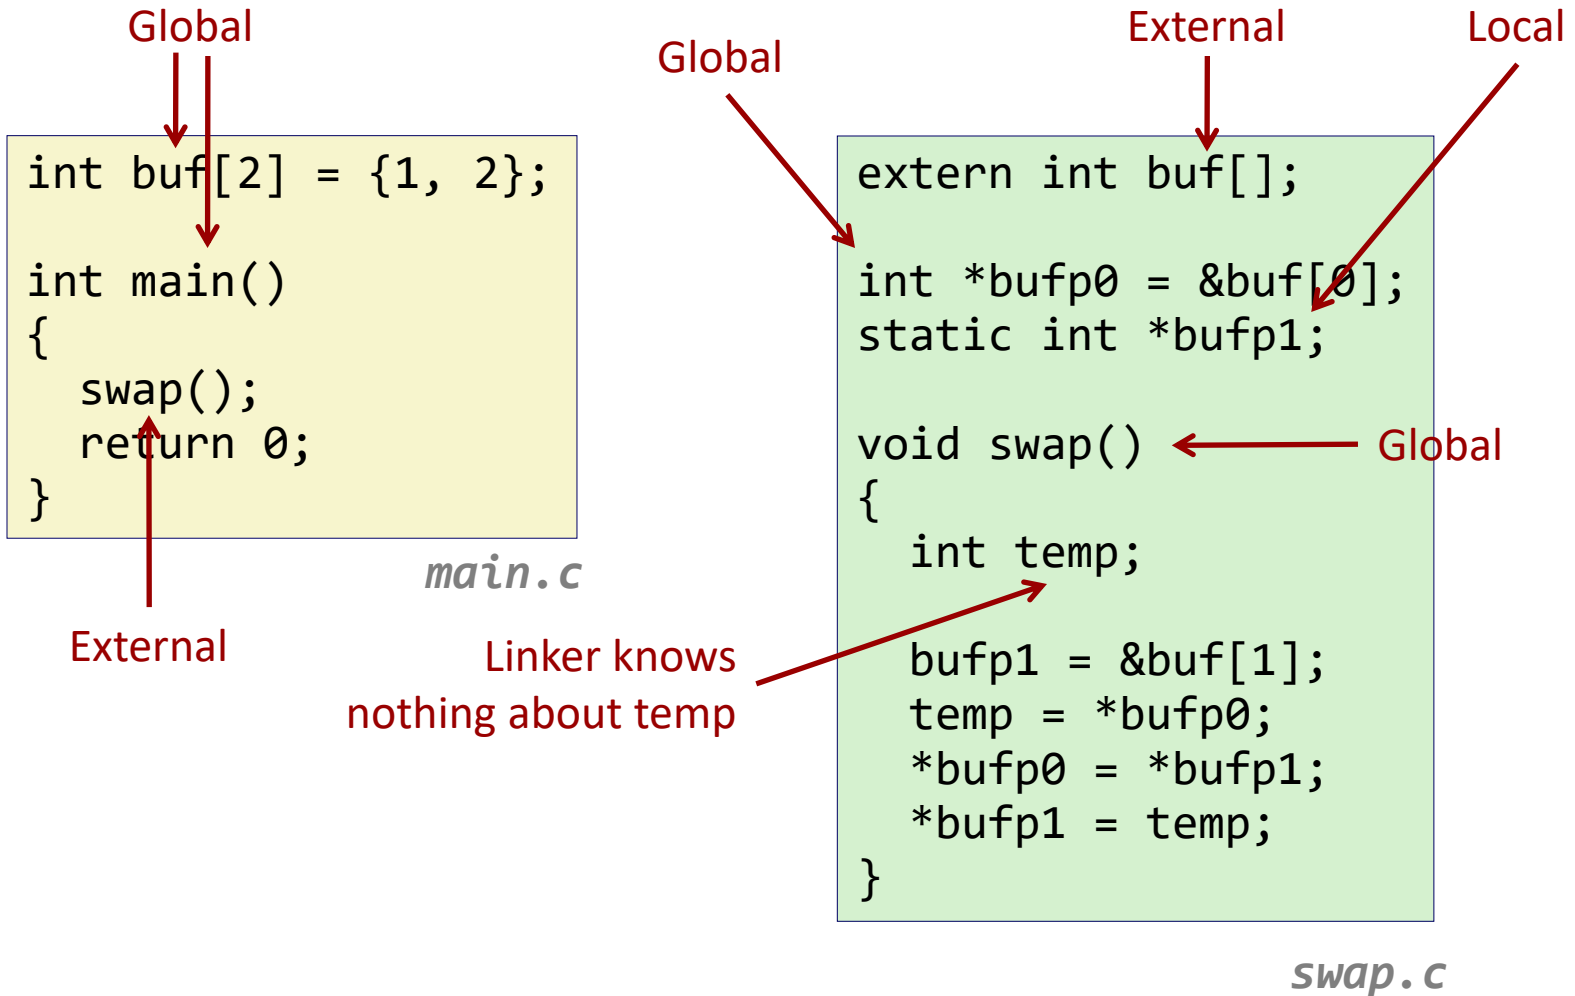 Global
int buf[2] = {1, 2};
int main()
{
  swap();
  return 0;
}
main.c
External
Global
External
Local
extern int buf[];
int *bufp0 = &buf[0];
static int *bufp1;
void swap()
Global
{
  int temp;
Linker knows
nothing about temp
  bufp1 = &buf[1];
  temp = *bufp0;
  *bufp0 = *bufp1;
  *bufp1 = temp;
}
swap.c